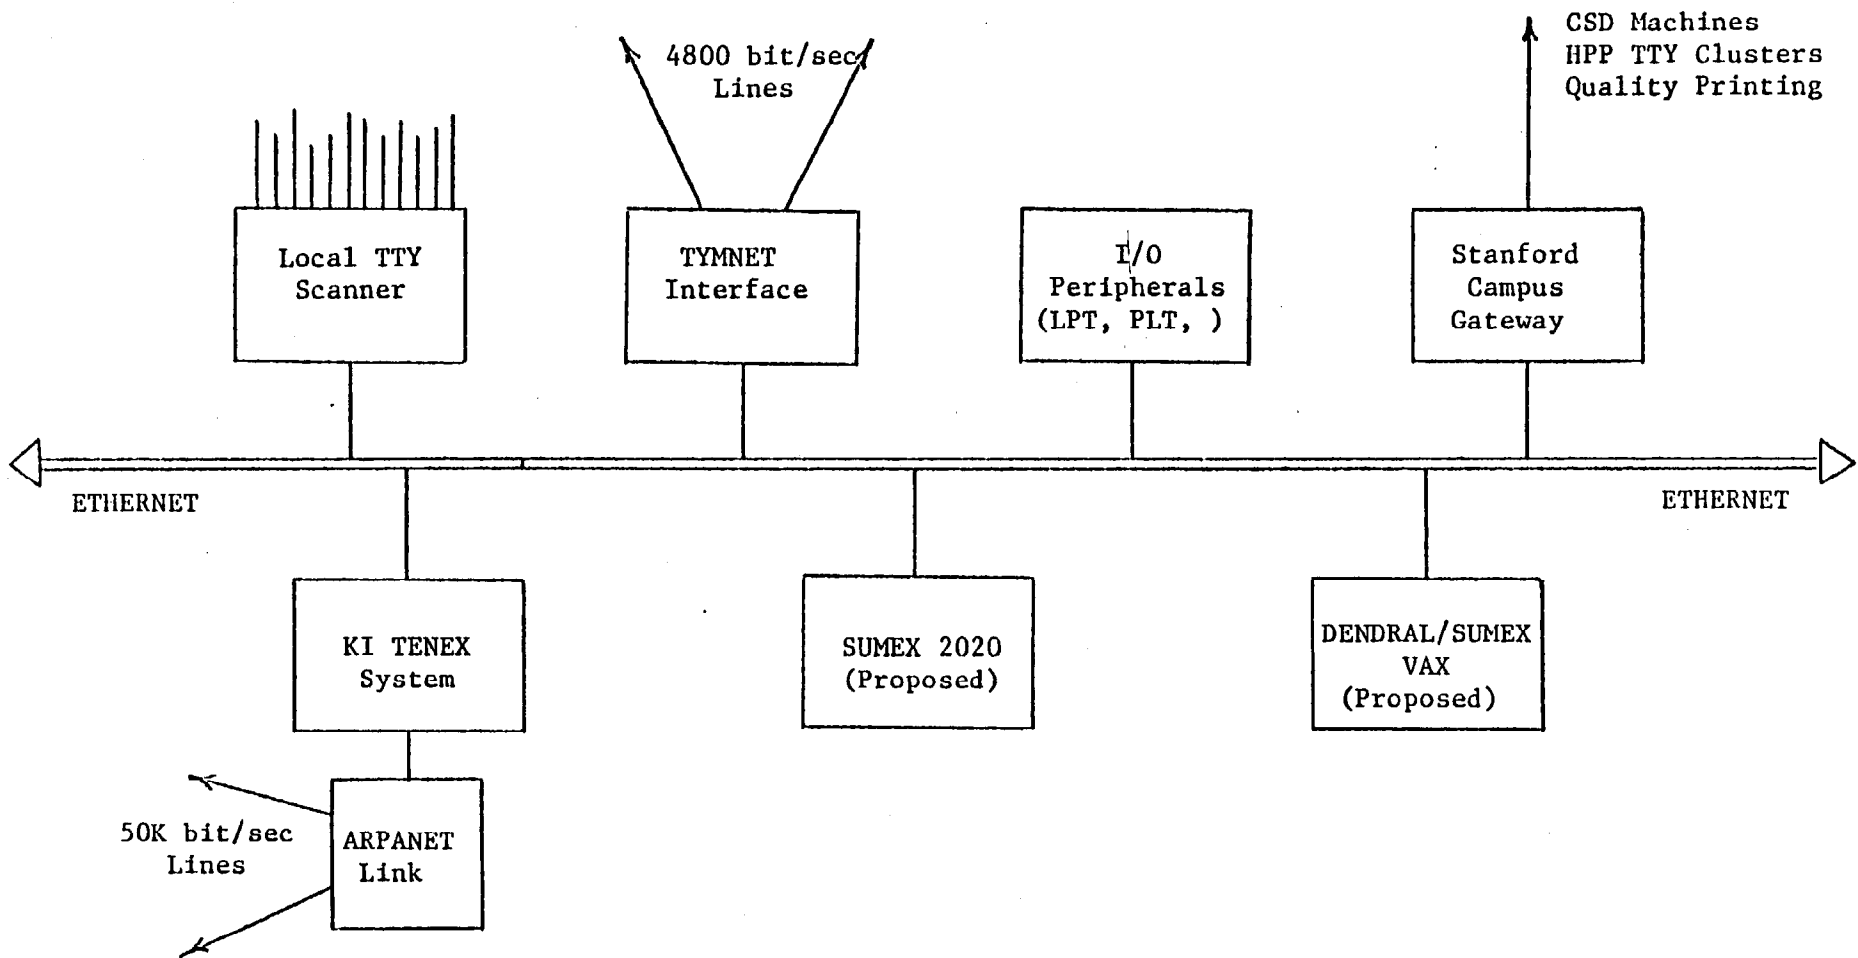 CSD Machines
HPP TTY Clusters
Quality Printing
4800 bit/sec
Lines
Local TTY
Scanner
TYMNET
Interface
I/O
Peripherals
(LPT, PLT, )
Stanford
Campus
Gateway
ETHERNET
ETHERNET
KI TENEX
System
SUMEX 2020
(Proposed)
DENDRAL/SUMEX
VAX
(Proposed)
50K bit/sec
Lines
ARPANET
Link